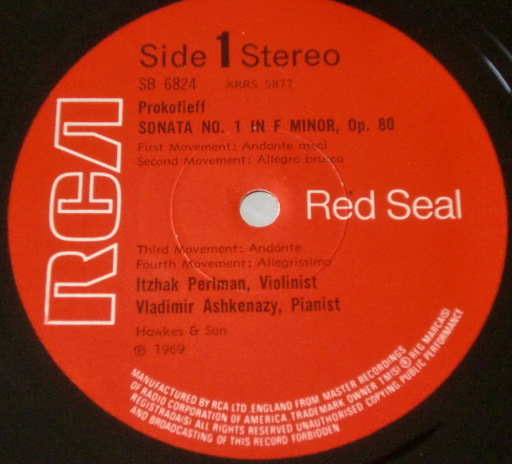 Side 1 Stereo
SB 6824 XRRS 5877
Prokofieff
SONATA NO. 1 IN F MINOR, Op. 80
First Movement: Andante assai
Second Movement: Allegro brusco
RCA
Red Seal
Third Movement: Andante
Fourth Movement: Allegrissimo
Itzhak Perlman, Violinist
Vladimir Ashkenazy, Pianist
Hawkes & Son
℗ 1969
MANUFACTURED BY RCA LTD. ENGLAND FROM MASTER RECORDINGS
OF RADIO CORPORATION OF AMERICA TRADEMARK OWNER TM(S) ® REG MARCA(S)
REGISTRADA(S) ALL RIGHTS RESERVED UNAUTHORISED COPYING PUBLIC PERFORMANCE
AND BROADCASTING OF THIS RECORD FORBIDDEN